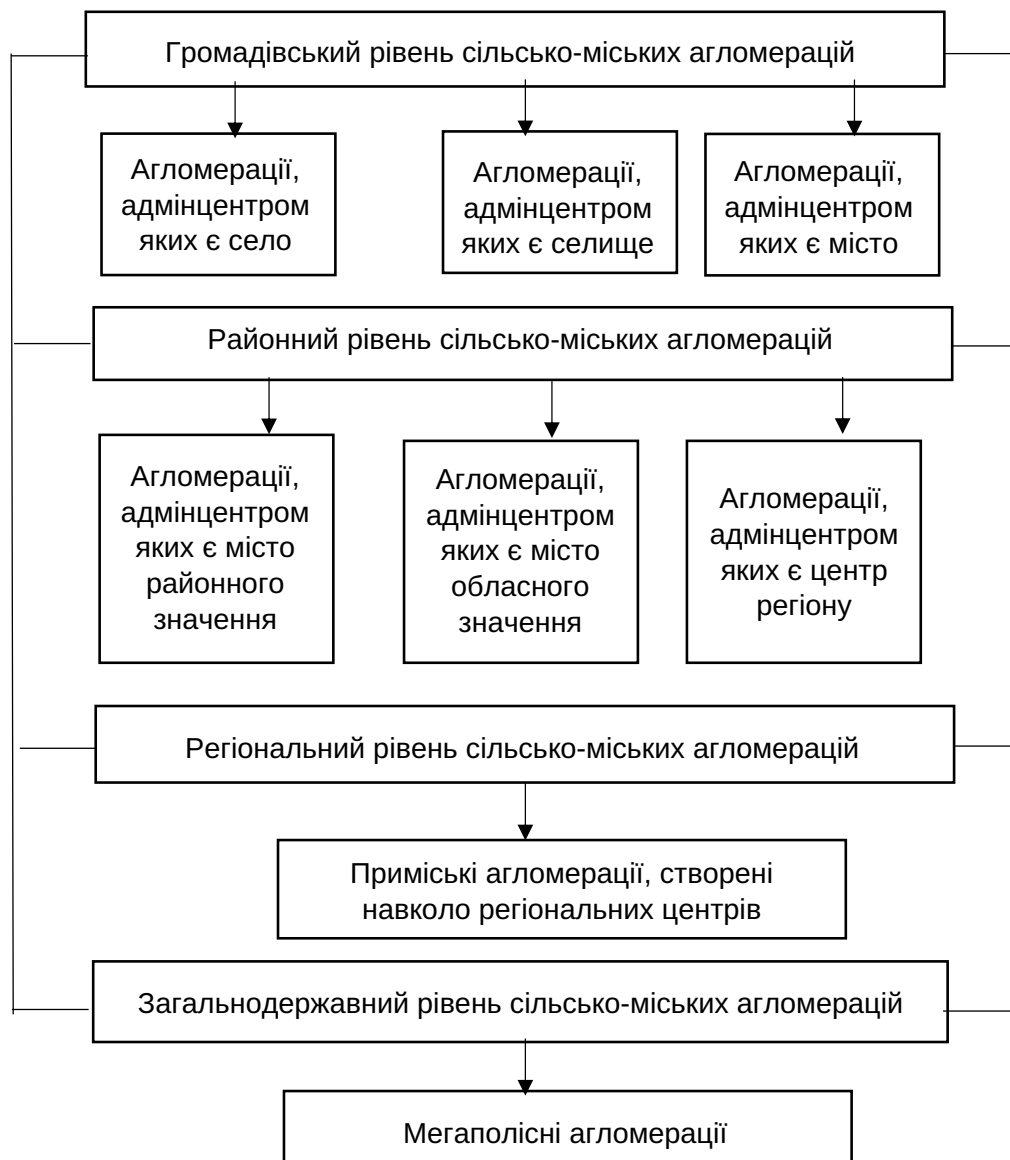 Громадівський рівень сільсько-міських агломерацій
Агломерації,
адмінцентром
яких є село
Агломерації,
адмінцентром
яких є селище
Агломерації,
адмінцентром
яких є місто
Районний рівень сільсько-міських агломерацій
Агломерації,
адмінцентром
яких є місто
районного
значення
Агломерації,
адмінцентром
яких є місто
обласного
значення
Агломерації,
адмінцентром
яких є центр
регіону
Регіональний рівень сільсько-міських агломерацій
Приміські агломерації, створені
навколо регіональних центрів
Загальнодержавний рівень сільсько-міських агломерацій
Мегаполісні агломерації